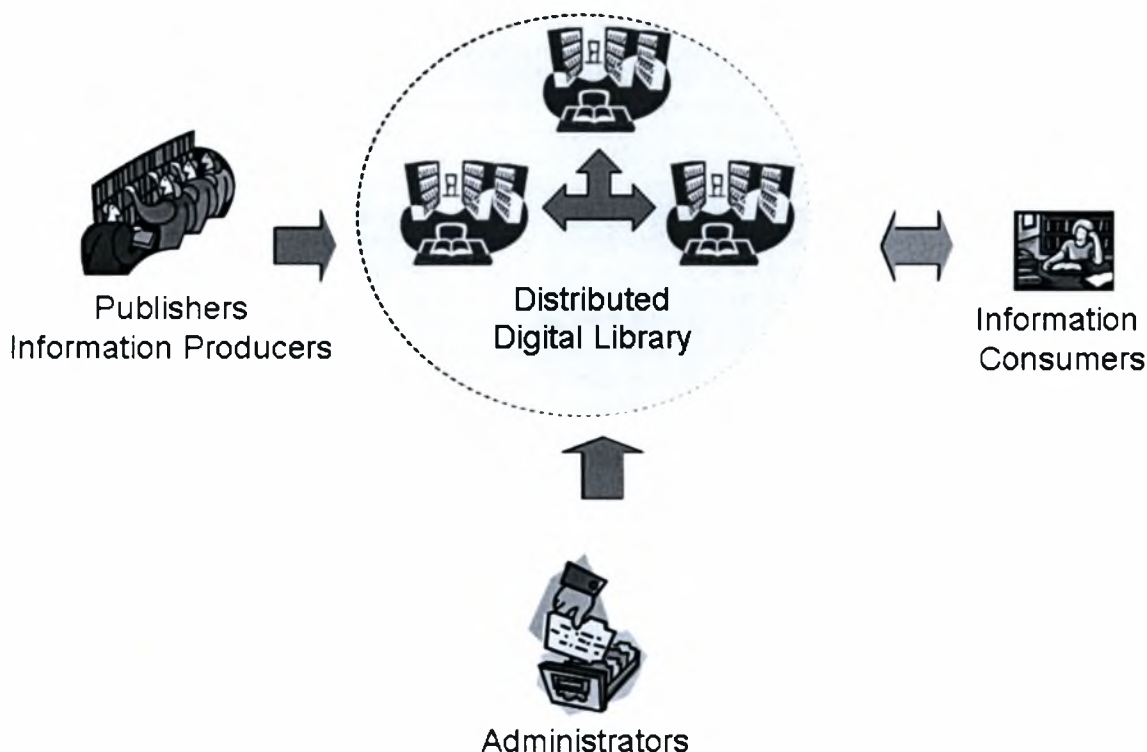 Publishers
Information Producers
Distributed
Digital Library
Information
Consumers
Administrators